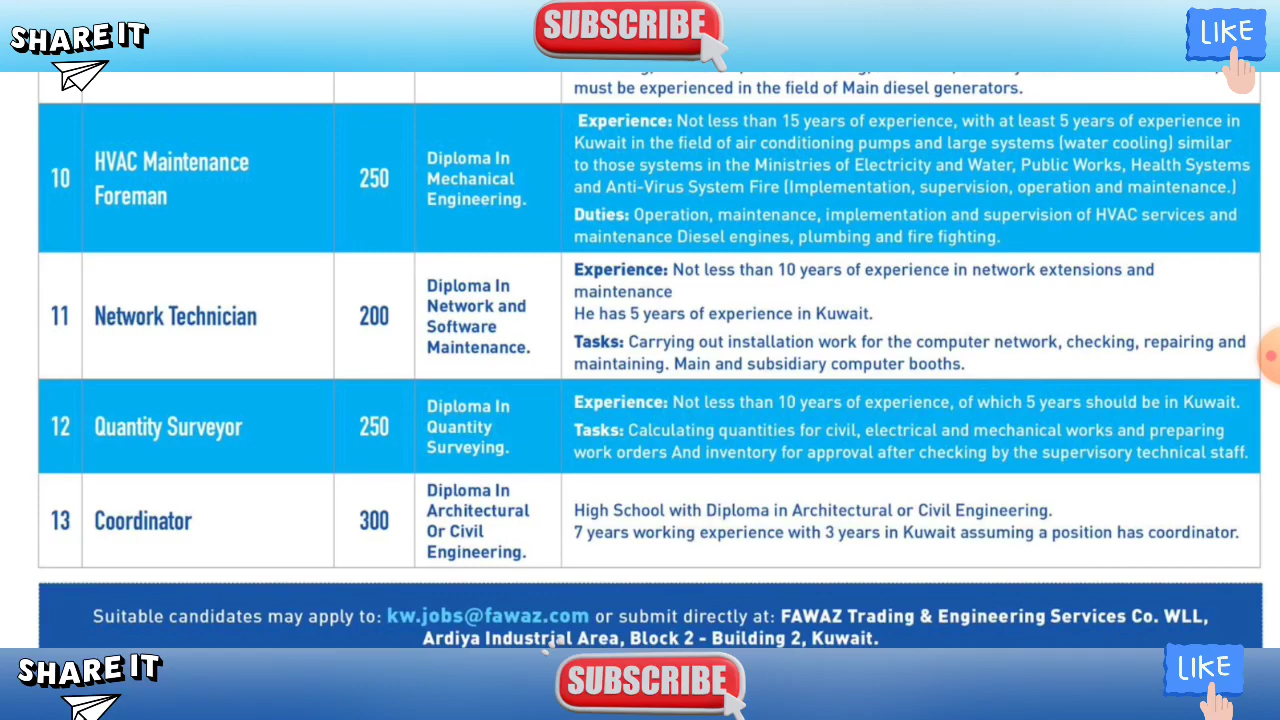 SHARE IT
SUBSCRIBE
LIKE
must be experienced in the field of Main diesel generators.
10
HVAC Maintenance
Foreman
250
Diploma In
Mechanical
Engineering.
Experience: Not less than 15 years of experience, with at least 5 years of experience in
Kuwait in the field of air conditioning pumps and large systems (water cooling) similar
to those systems in the Ministries of Electricity and Water, Public Works, Health Systems
and Anti-Virus System Fire (Implementation, supervision, operation and maintenance.)
Duties: Operation, maintenance, implementation and supervision of HVAC services and
maintenance Diesel engines, plumbing and fire fighting.
11
Network Technician
200
Diploma In
Network and
Software
Maintenance.
Experience: Not less than 10 years of experience in network extensions and
maintenance
He has 5 years of experience in Kuwait.
Tasks: Carrying out installation work for the computer network, checking, repairing and
maintaining. Main and subsidiary computer booths.
12
Quantity Surveyor
250
Diploma In
Quantity
Surveying.
Experience: Not less than 10 years of experience, of which 5 years should be in Kuwait.
Tasks: Calculating quantities for civil, electrical and mechanical works and preparing
work orders And inventory for approval after checking by the supervisory technical staff.
13
Coordinator
300
Diploma In
Architectural
Or Civil
Engineering.
High School with Diploma in Architectural or Civil Engineering.
7 years working experience with 3 years in Kuwait assuming a position has coordinator.
Suitable candidates may apply to: kw.jobs@fawaz.com or submit directly at: FAWAZ Trading & Engineering Services Co. WLL,
Ardiya Industrial Area, Block 2 - Building 2, Kuwait.
SHARE IT
SUBSCRIBE
LIKE